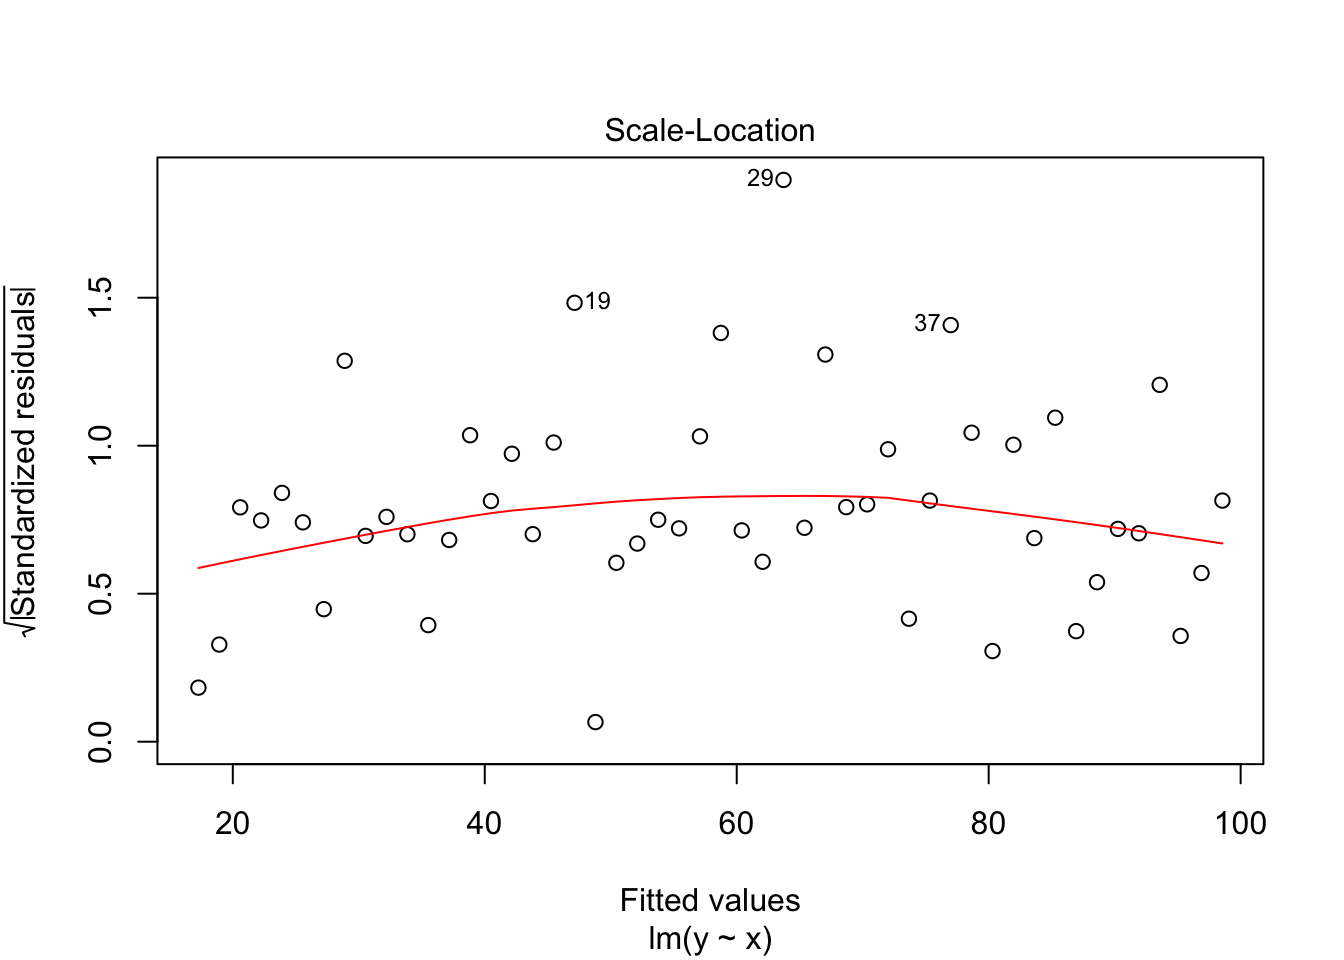 Scale-Location
√|Standardized residuals|
1.5
1.0
0.5
0.0
29
19
37
20 40 60 80 100
Fitted values
lm(y ~ x)